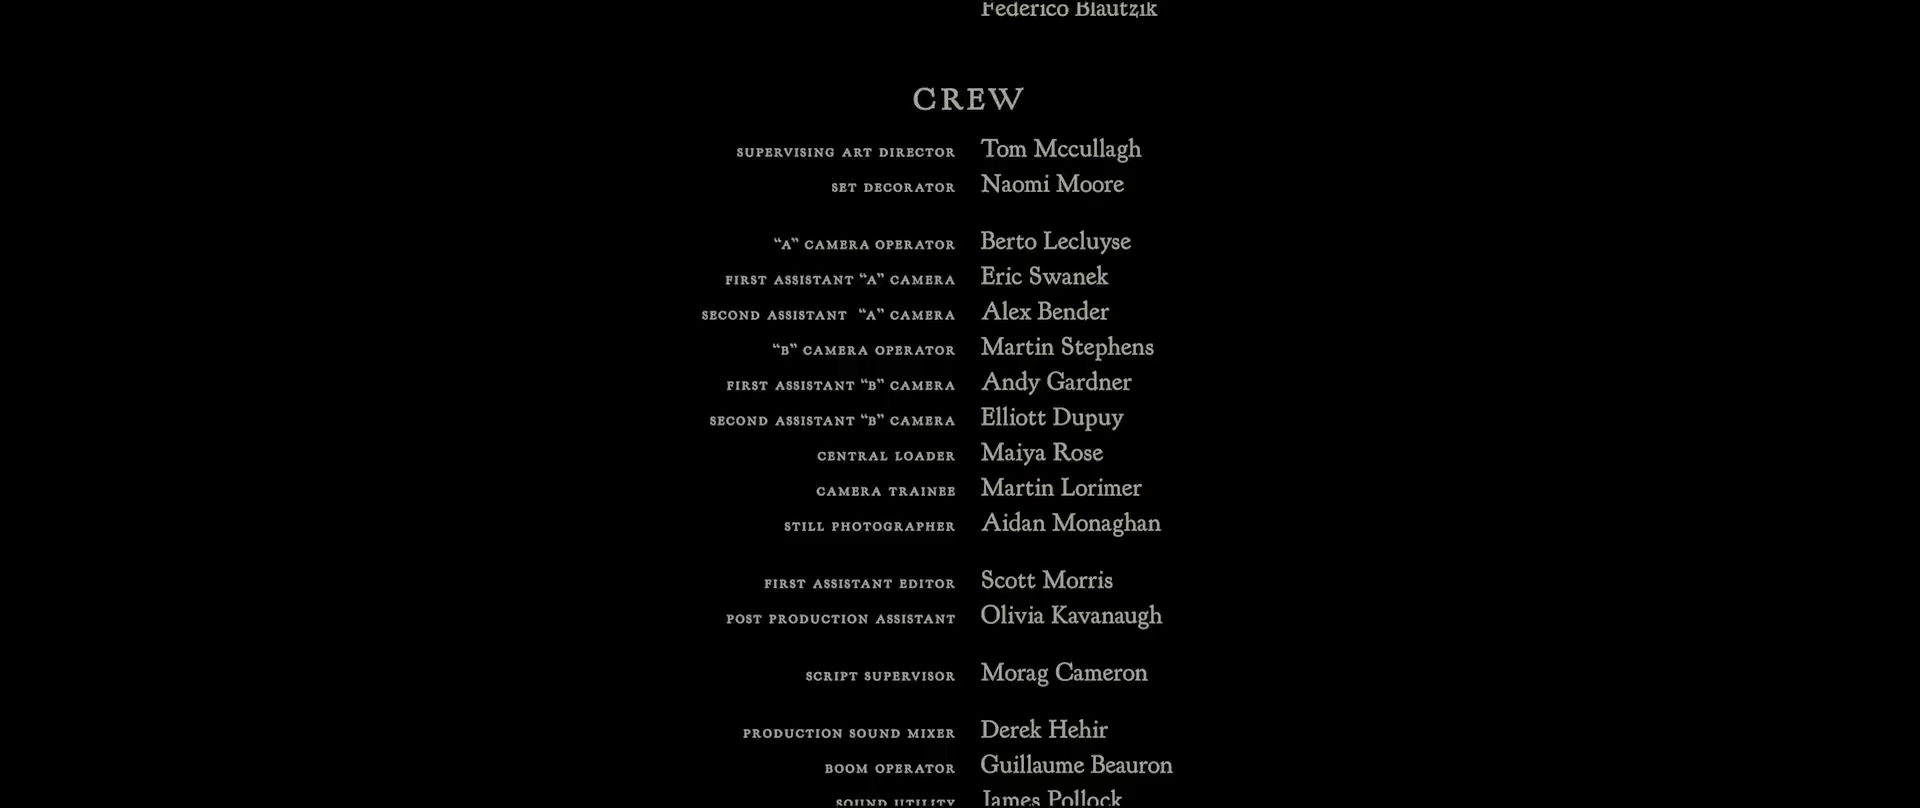 Federico Blautzik
CREW
SUPERVISING ART DIRECTOR Tom Mccullagh
SET DECORATOR Naomi Moore
“A” CAMERA OPERATOR Berto Lecluyse
FIRST ASSISTANT “A” CAMERA Eric Swanek
SECOND ASSISTANT “A” CAMERA Alex Bender
“B” CAMERA OPERATOR Martin Stephens
FIRST ASSISTANT “B” CAMERA Andy Gardner
SECOND ASSISTANT “B” CAMERA Elliott Dupuy
CENTRAL LOADER Maiya Rose
CAMERA TRAINEE Martin Lorimer
STILL PHOTOGRAPHER Aidan Monaghan
FIRST ASSISTANT EDITOR Scott Morris
POST PRODUCTION ASSISTANT Olivia Kavanaugh
SCRIPT SUPERVISOR Morag Cameron
PRODUCTION SOUND MIXER Derek Hehir
BOOM OPERATOR Guillaume Beauron
SOUND UTILITY James Pollock